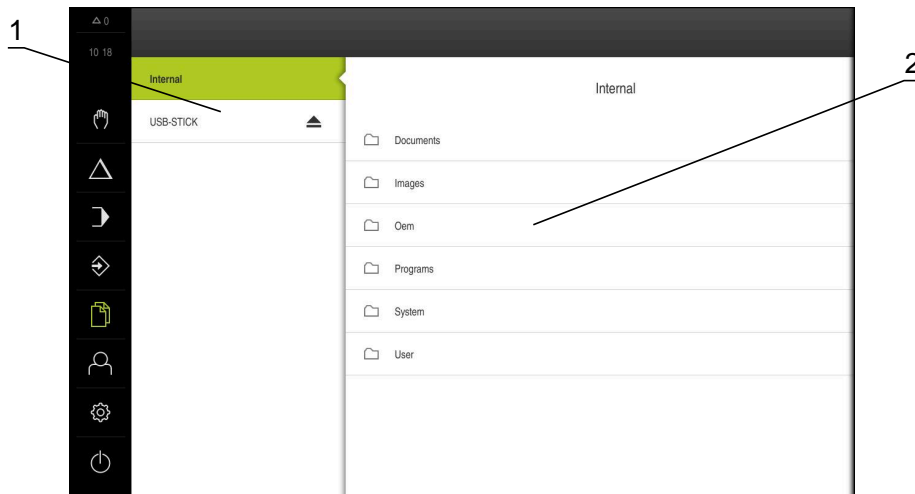 1
0
10 18
Internal
USB-STICK
Internal
Documents
Images
Oem
Programs
System
User
2